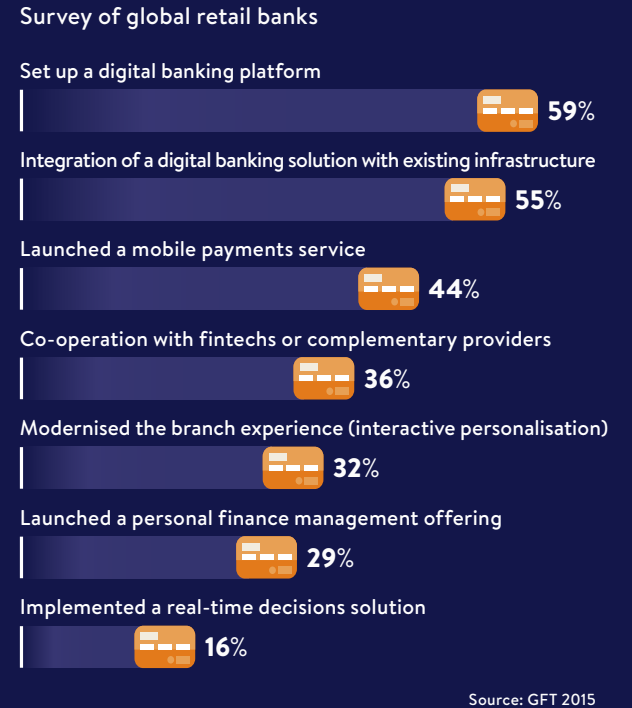 Survey of global retail banks
Set up a digital banking platform
59%
Integration of a digital banking solution with existing infrastructure
55%
Launched a mobile payments service
44%
Co-operation with fintechs or complementary providers
36%
Modernised the branch experience (interactive personalisation)
32%
Launched a personal finance management offering
29%
Implemented a real-time decisions solution
16%
Source: GFT 2015